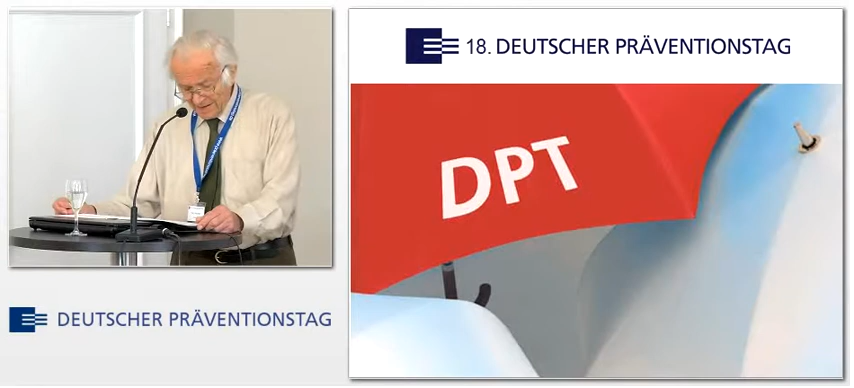 DEUTSCHER PRÄVENTIONSTAG
18. DEUTSCHER PRÄVENTIONSTAG
DPT